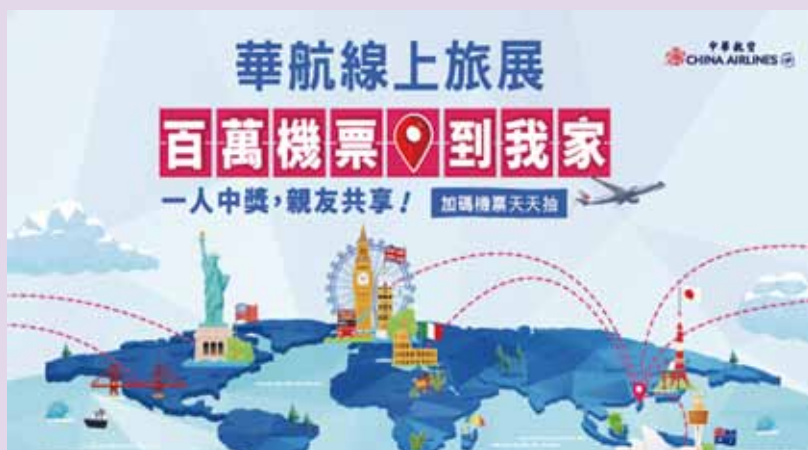 華航線上旅展
中華航空
CHINA AIRLINES
百萬機票到我家
一人中獎，親友共享！
加碼機票天天抽